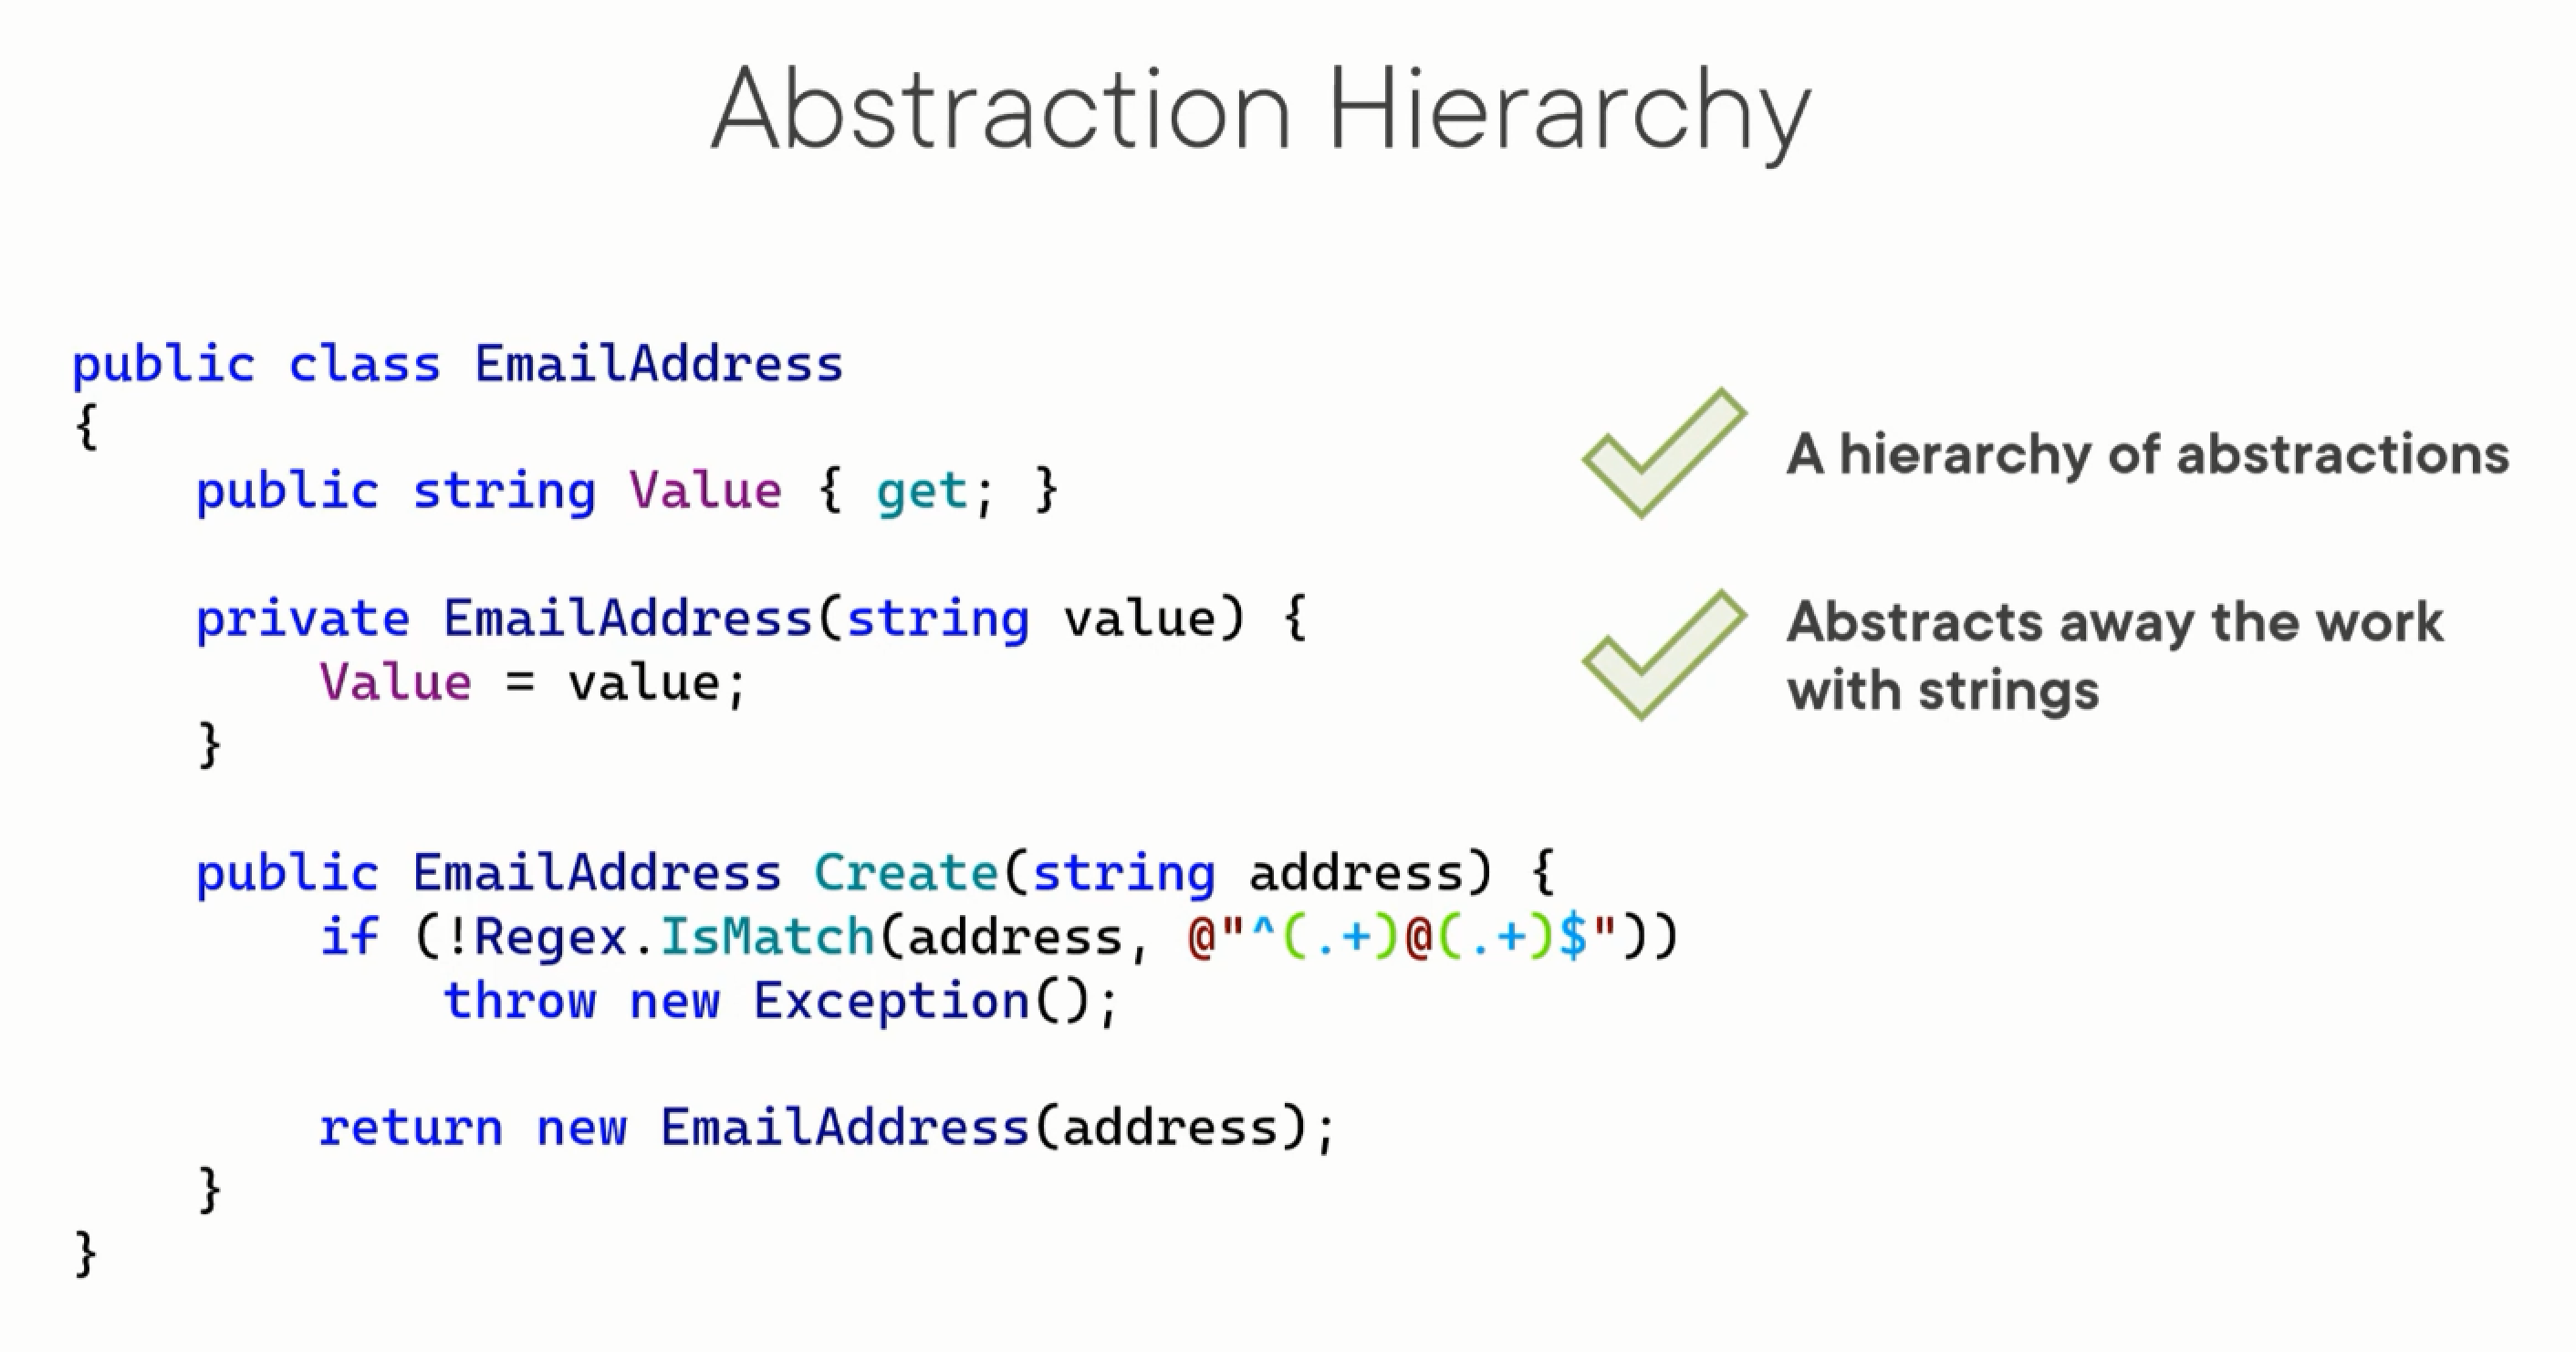 Abstraction Hierarchy
public class EmailAddress
{
    public string Value { get; }
    private EmailAddress(string value) {
        Value = value;
    }
    public EmailAddress Create(string address) {
        if (!Regex.IsMatch(address, @"^(.+)@(.+)$"))
            throw new Exception();
        return new EmailAddress(address);
    }
}
A hierarchy of abstractions
Abstracts away the work
with strings